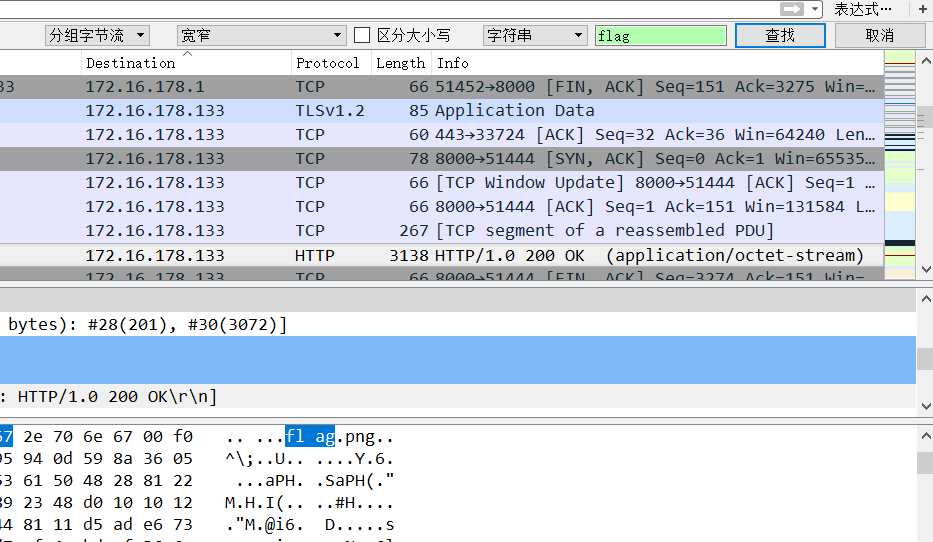 表达式… +
分组字节流 宽窄 区分大小写 字符串 flag 查找 取消
Destination Protocol Length Info
33 172.16.178.1 TCP 66 51452→8000 [FIN, ACK] Seq=151 Ack=3275 Win=…
172.16.178.133 TLSv1.2 85 Application Data
172.16.178.133 TCP 60 443→33724 [ACK] Seq=32 Ack=36 Win=64240 Len…
172.16.178.133 TCP 78 8000→51444 [SYN, ACK] Seq=0 Ack=1 Win=65535…
172.16.178.133 TCP 66 [TCP Window Update] 8000→51444 [ACK] Seq=1 …
172.16.178.133 TCP 66 8000→51444 [ACK] Seq=1 Ack=151 Win=131584 L…
172.16.178.133 TCP 267 [TCP segment of a reassembled PDU]
172.16.178.133 HTTP 3138 HTTP/1.0 200 OK (application/octet-stream)
172.16.178.133 TCP 66 8000→51444 [FIN, ACK] Seq=3274 Ack=151 Win=…
bytes): #28(201), #30(3072)]
: HTTP/1.0 200 OK\r\n]
67 2e 70 6e 67 00 f0 .. ...fl ag.png..
95 94 0d 59 8a 36 05 ^\;..U.. ....Y.6.
53 61 50 48 28 81 22 ...aPH. .SaPH(."
89 23 48 d0 10 10 12 M.H.I(.. ..#H....
44 81 11 d5 ad e6 73 ."M.@i6. D.....s